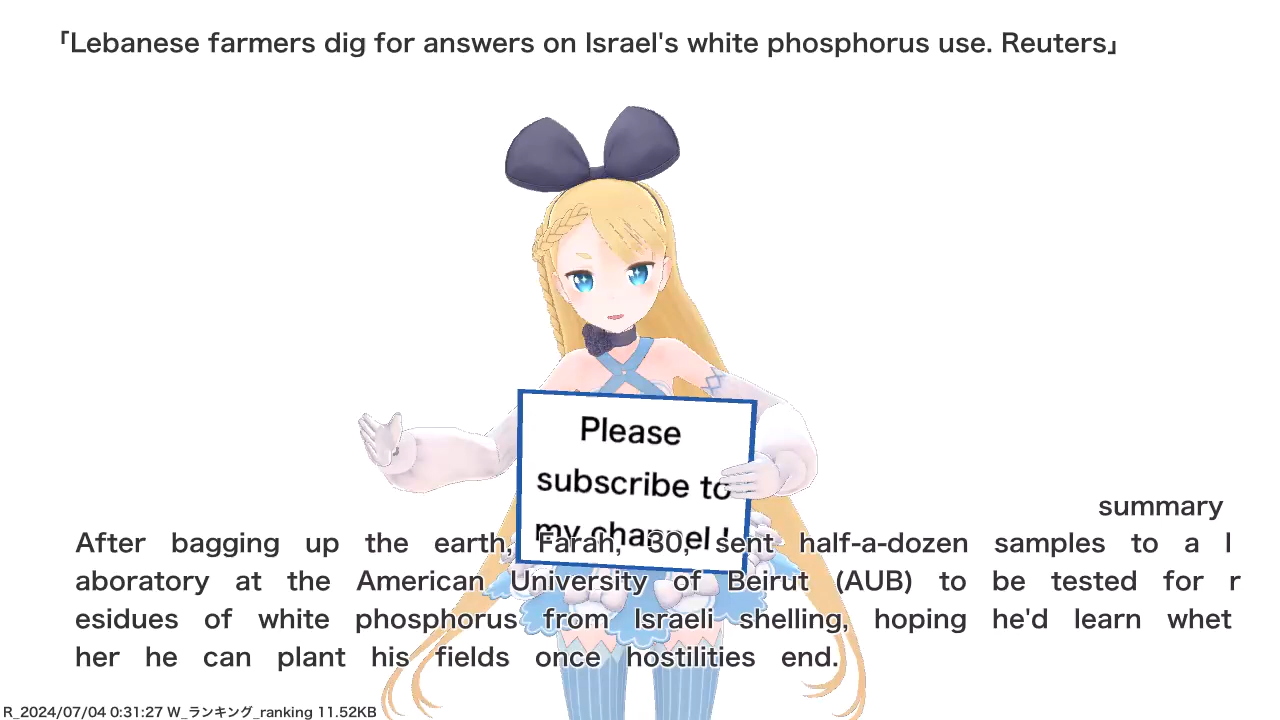 「Lebanese farmers dig for answers on Israel's white phosphorus use. Reuters」
Please
subscribe to
my channel !
summary
After bagging up the earth, Farah, 30, sent half-a-dozen samples to a l
aboratory at the American University of Beirut (AUB) to be tested for r
esidues of white phosphorus from Israeli shelling, hoping he'd learn whet
her he can plant his fields once hostilities end.
R_2024/07/04 0:31:27 W_ランキング_ranking 11.52KB